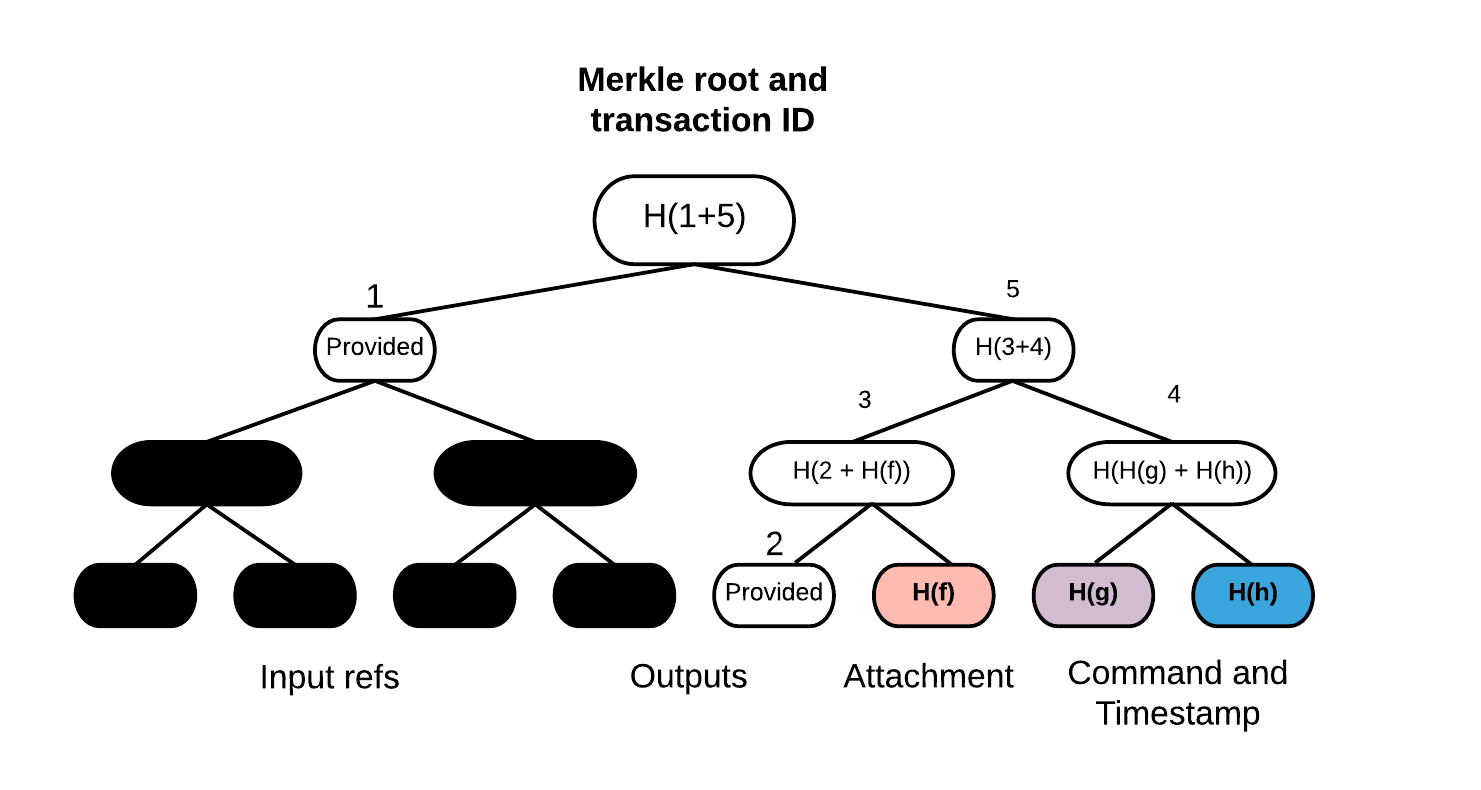 Merkle root and
transaction ID
H(1+5)
1
5
Provided
H(3+4)
3
4
H(2 + H(f))
H(H(g) + H(h))
2
Provided
H(f)
H(g)
H(h)
Input refs
Outputs
Attachment
Command and
Timestamp